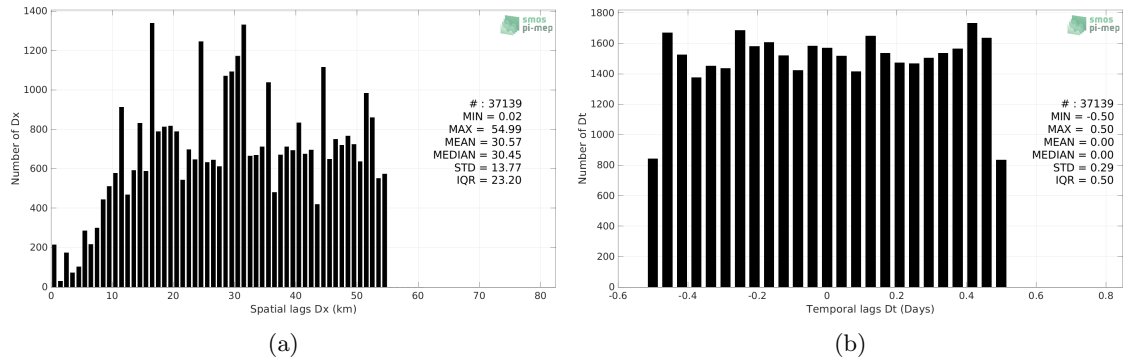 1400
1200
1000
800
600
400
200
0
Number of Dx
0 10 20 30 40 50 60 70 80
Spatial lags Dx (km)
smos
pi-mep
# : 37139
MIN = 0.02
MAX = 54.99
MEAN = 30.57
MEDIAN = 30.45
STD = 13.77
IQR = 23.20
(a)
1800
1600
1400
1200
1000
800
600
400
200
0
Number of Dt
-0.6 -0.4 -0.2 0 0.2 0.4 0.6 0.8
Temporal lags Dt (Days)
smos
pi-mep
# : 37139
MIN = -0.50
MAX = 0.50
MEAN = 0.00
MEDIAN = 0.00
STD = 0.29
IQR = 0.50
(b)